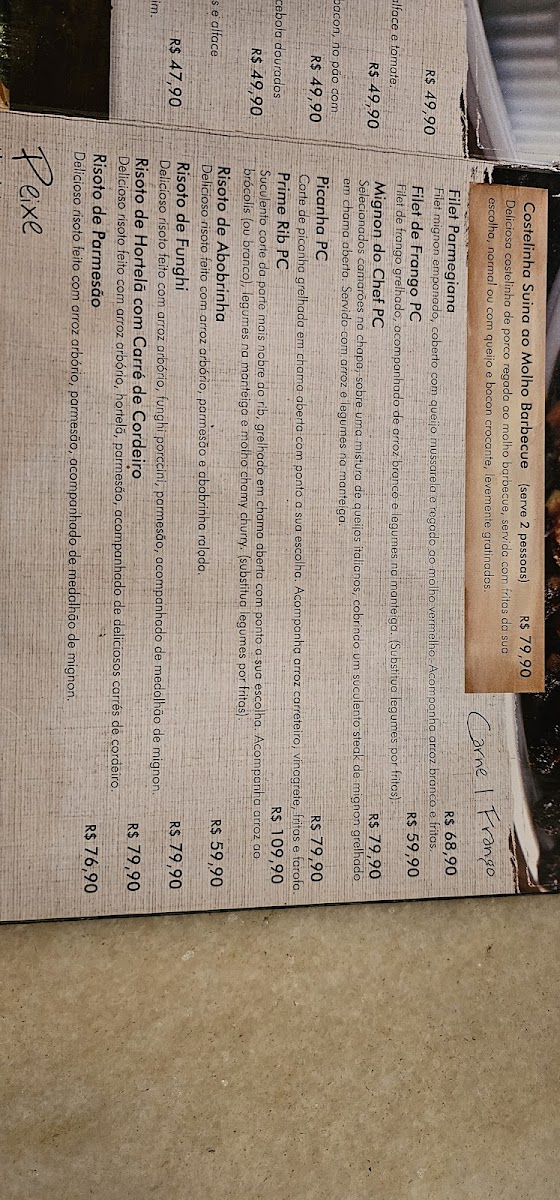 alface e tomate.
R$ 49,90
R$ 49,90
bacon, no pão com
R$ 49,90
cebola dourados
R$ 49,90
s e alface
R$ 47,90
im.
Costelinha Suína ao Molho Barbecue (serve 2 pessoas) R$ 79,90
Deliciosa costelinha de porco regada ao molho barbecue, servida com fritas da sua
escolha, normal ou com queijo e bacon crocante, levemente gratinados.
Carne | Frango
Filet Parmegiana R$ 68,90
Filet mignon empanado, coberto com queijo mussarela e regado ao molho vermelho. Acompanha arroz branco e fritas.
Filet de Frango PC R$ 59,90
Filet de frango grelhado, acompanhado de arroz branco e legumes na manteiga. (Substitua legumes por fritas)
Mignon do Chef PC R$ 79,90
Selecionados camarões na chapa, sobre uma mistura de queijos italianos, cobrindo um suculento steak de mignon grelhado
em chama aberta. Servido com arroz e legumes na manteiga.
Picanha PC R$ 79,90
Corte de picanha grelhada em chama aberta com ponto a sua escolha. Acompanha arroz carreteiro, vinagrete, fritas e farofa.
Prime Rib PC R$ 109,90
Suculento corte da parte mais nobre do rib, grelhado em chama aberta com ponto a sua escolha. Acompanha arroz ao
brócolis (ou branco), legumes na manteiga e molho chamy churry. (substitua legumes por fritas).
Risoto de Abobrinha R$ 59,90
Delicioso risoto feito com arroz arbório, parmesão e abobrinha ralada.
Risoto de Funghi R$ 79,90
Delicioso risoto feito com arroz arbório, funghi porccini, parmesão, acompanhado de medalhão de mignon.
Risoto de Hortelã com Carré de Cordeiro R$ 79,90
Delicioso risoto feito com arroz arbório, hortelã, parmesão, acompanhado de deliciosos carrés de cordeiro.
Risoto de Parmesão R$ 76,90
Delicioso risoto feito com arroz arbório, parmesão, acompanhado de medalhão de mignon.
Peixe